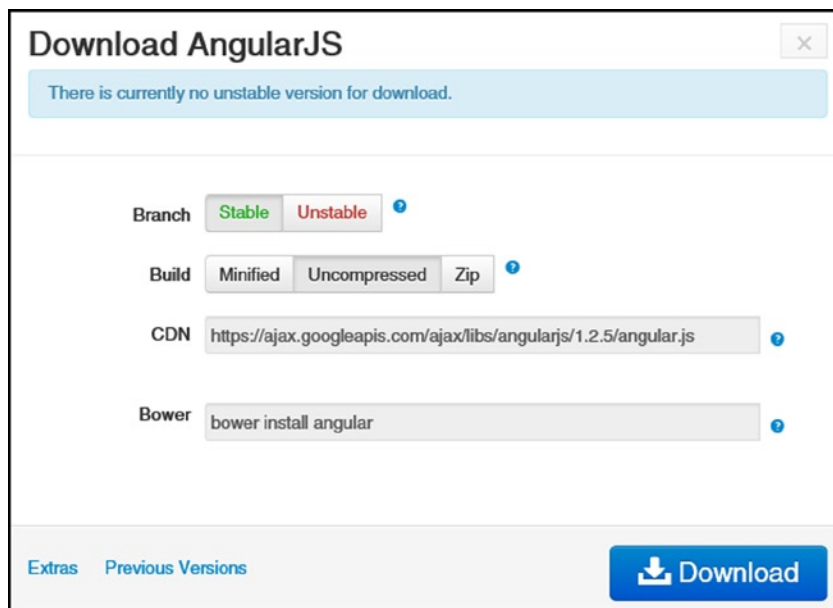 Download AngularJS
×
There is currently no unstable version for download.
Branch Stable Unstable ?
Build Minified Uncompressed Zip ?
CDN https://ajax.googleapis.com/ajax/libs/angularjs/1.2.5/angular.js ?
Bower bower install angular ?
Extras Previous Versions Download